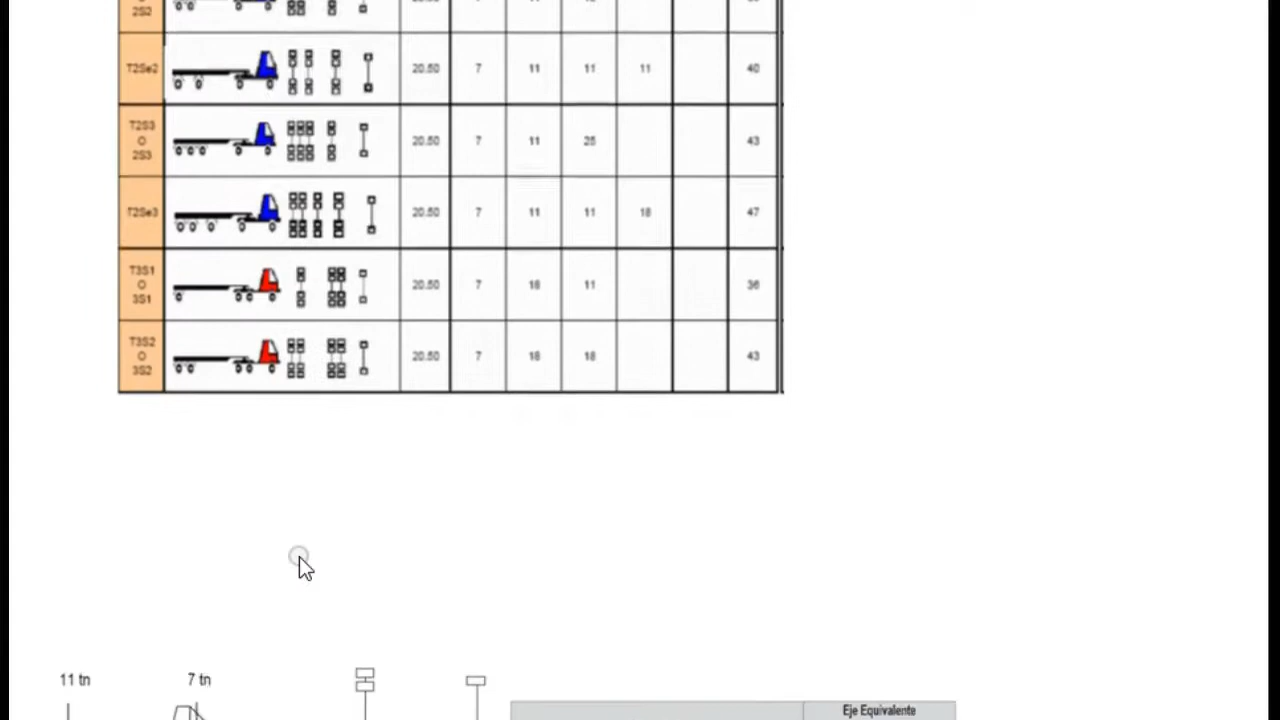 2S2
T2Se2 20.50 7 11 11 11 40
T2S3
O
2S3
20.50 7 11 25 43
T2Se3 20.50 7 11 11 18 47
T3S1
O
3S1
20.50 7 18 11 36
T3S2
O
3S2
20.50 7 18 18 43
11 tn 7 tn
Eje Equivalente